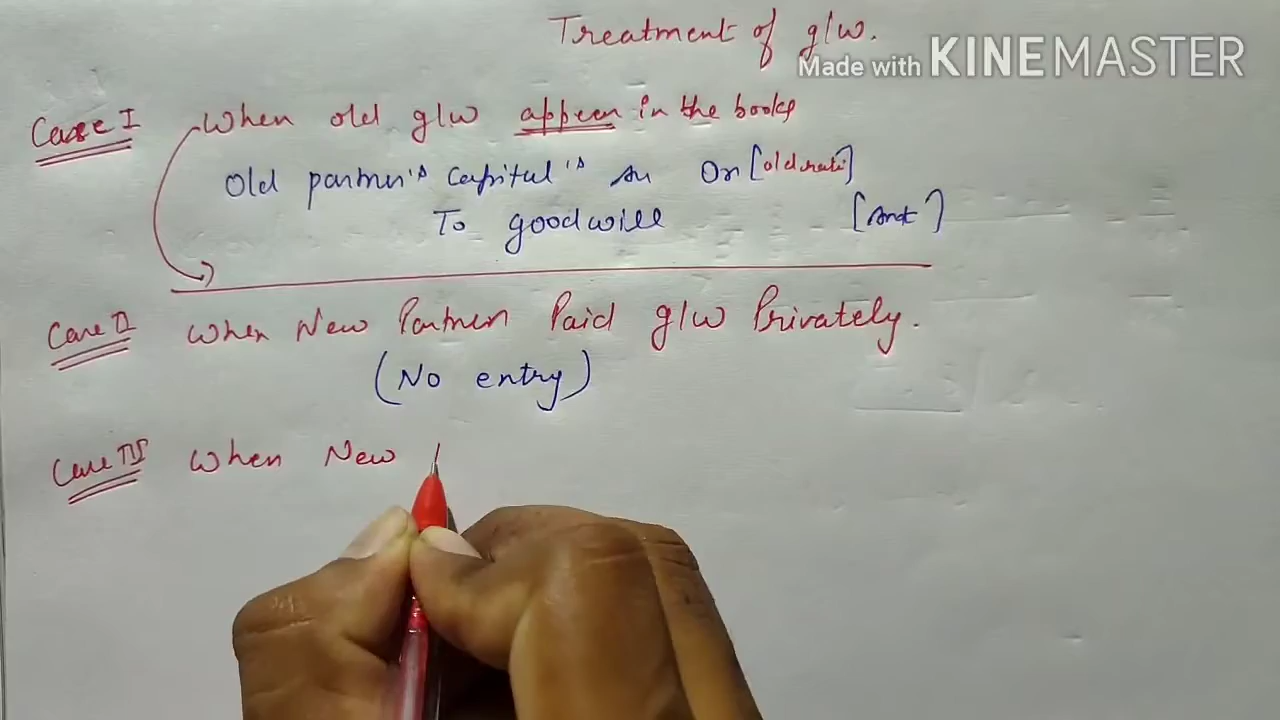 Treatment of g/w.
Made with KINEMASTER
Case I When old g/w appear in the books
Old partner's Capital's A/c Dr [old ratio]
To goodwill [Amt]
Case II When New Partner Paid g/w Privately.
(No entry)
Case III When New